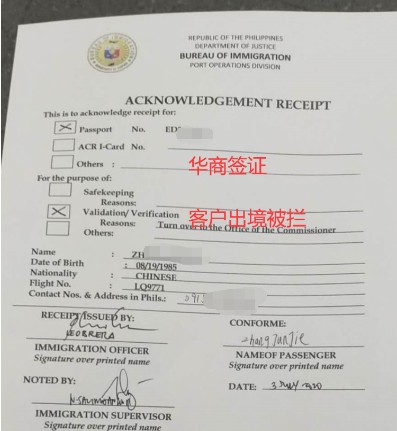 REPUBLIC OF THE PHILIPPINES
DEPARTMENT OF JUSTICE
BUREAU OF IMMIGRATION
PORT OPERATIONS DIVISION
ACKNOWLEDGEMENT RECEIPT
This is to acknowledge receipt for:
Passport No. ED
ACR I-Card No.
Others :
华商签证
For the purpose of:
Safekeeping
Reasons:
Validation/ Verification
客户出境被拦
Reasons: Turn over to the Office of the Commissioner
Others:
Name : ZH
Date of Birth : 08/19/1985
Nationality : CHINESE
Flight No. : LQ9771
Contact Nos. & Address in Phils.:
RECEIPT ISSUED BY:
CONFORME:
IMMIGRATION OFFICER
Signature over printed name
NAMEOF PASSENGER
Signature over printed name
NOTED BY:
DATE:
IMMIGRATION SUPERVISOR
Signature over printed name